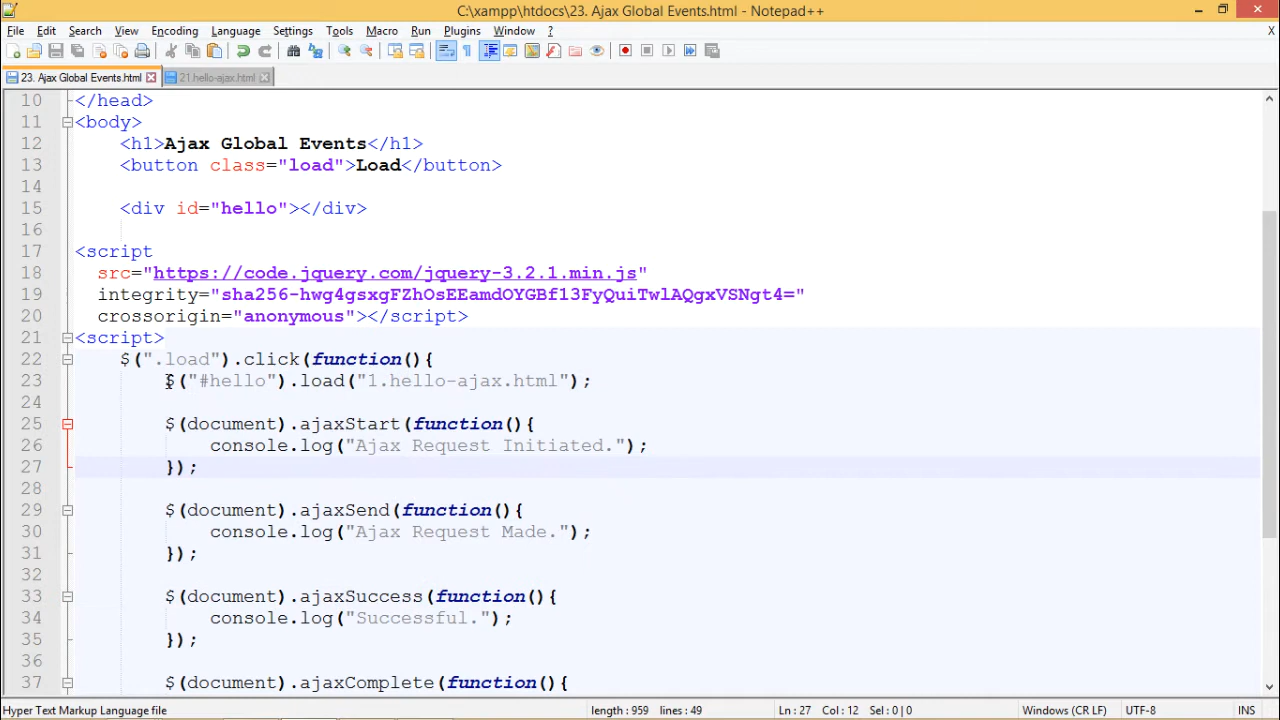 C:\xampp\htdocs\23. Ajax Global Events.html - Notepad++
File Edit Search View Encoding Language Settings Tools Macro Run Plugins Window ? X
23. Ajax Global Events.html 21.hello-ajax.html
10 </head>
11 <body>
12 <h1>Ajax Global Events</h1>
13 <button class="load">Load</button>
14
15 <div id="hello"></div>
16
17 <script
18 src="https://code.jquery.com/jquery-3.2.1.min.js"
19 integrity="sha256-hwg4gsxgFZhOsEEamdOYGBf13FyQuiTwlAQgxVSNgt4="
20 crossorigin="anonymous"></script>
21 <script>
22 $(".load").click(function(){
23 $("#hello").load("1.hello-ajax.html");
24
25 $(document).ajaxStart(function(){
26 console.log("Ajax Request Initiated.");
27 });
28
29 $(document).ajaxSend(function(){
30 console.log("Ajax Request Made.");
31 });
32
33 $(document).ajaxSuccess(function(){
34 console.log("Successful.");
35 });
36
37 $(document).ajaxComplete(function(){
Hyper Text Markup Language file length : 959 lines : 49 Ln : 27 Col : 12 Sel : 0 | 0 Windows (CR LF) UTF-8 INS